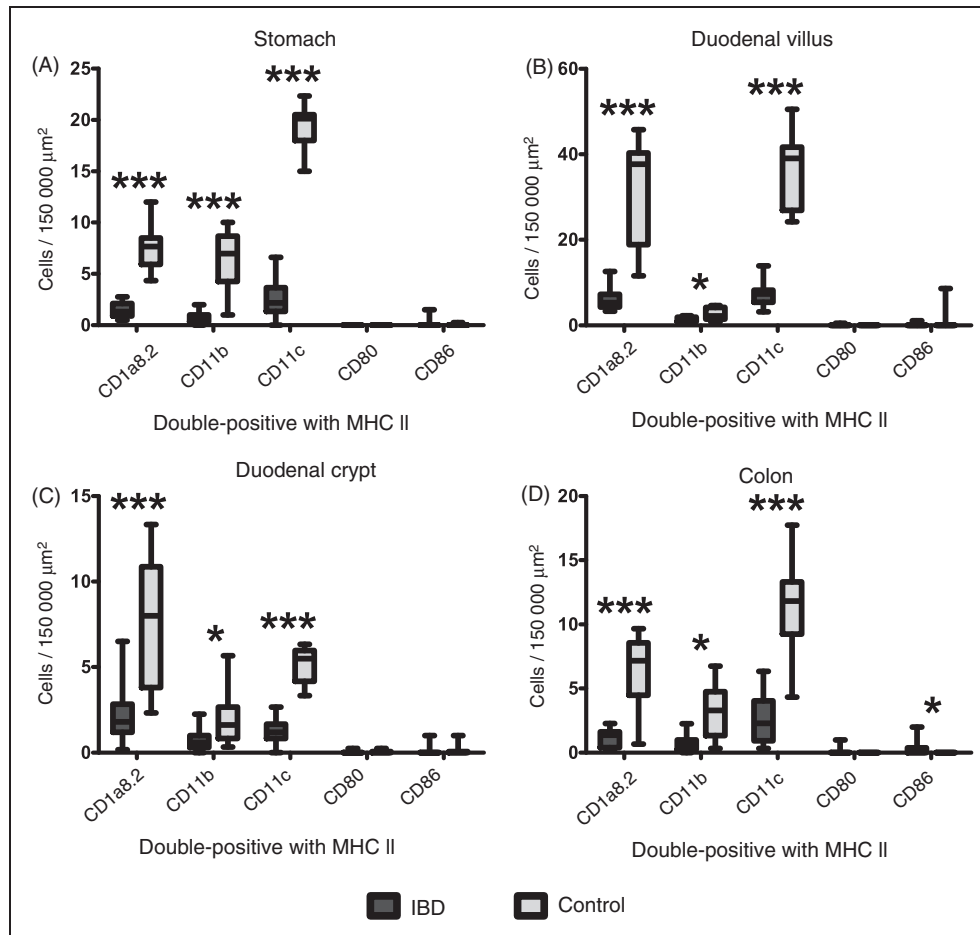 (A) Stomach
25
20
15
10
5
0
Cells / 150 000 µm²
*** *** ***
CD1a8.2 CD11b CD11c CD80 CD86
Double-positive with MHC II
(B) Duodenal villus
60
40
20
0
Cells / 150 000 µm²
*** * ***
CD1a8.2 CD11b CD11c CD80 CD86
Double-positive with MHC II
(C) Duodenal crypt
15
10
5
0
Cells / 150 000 µm²
*** * ***
CD1a8.2 CD11b CD11c CD80 CD86
Double-positive with MHC II
(D) Colon
20
15
10
5
0
Cells / 150 000 µm²
*** * *** *
CD1a8.2 CD11b CD11c CD80 CD86
Double-positive with MHC II
IBD Control